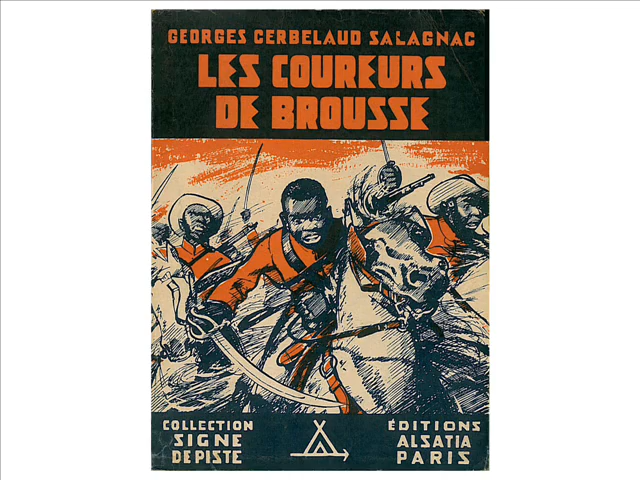 GEORGES CERBELAUD SALAGNAC
LES COUREURS
DE BROUSSE
COLLECTION
SIGNE
DE PISTE
ÉDITIONS
ALSATIA
PARIS